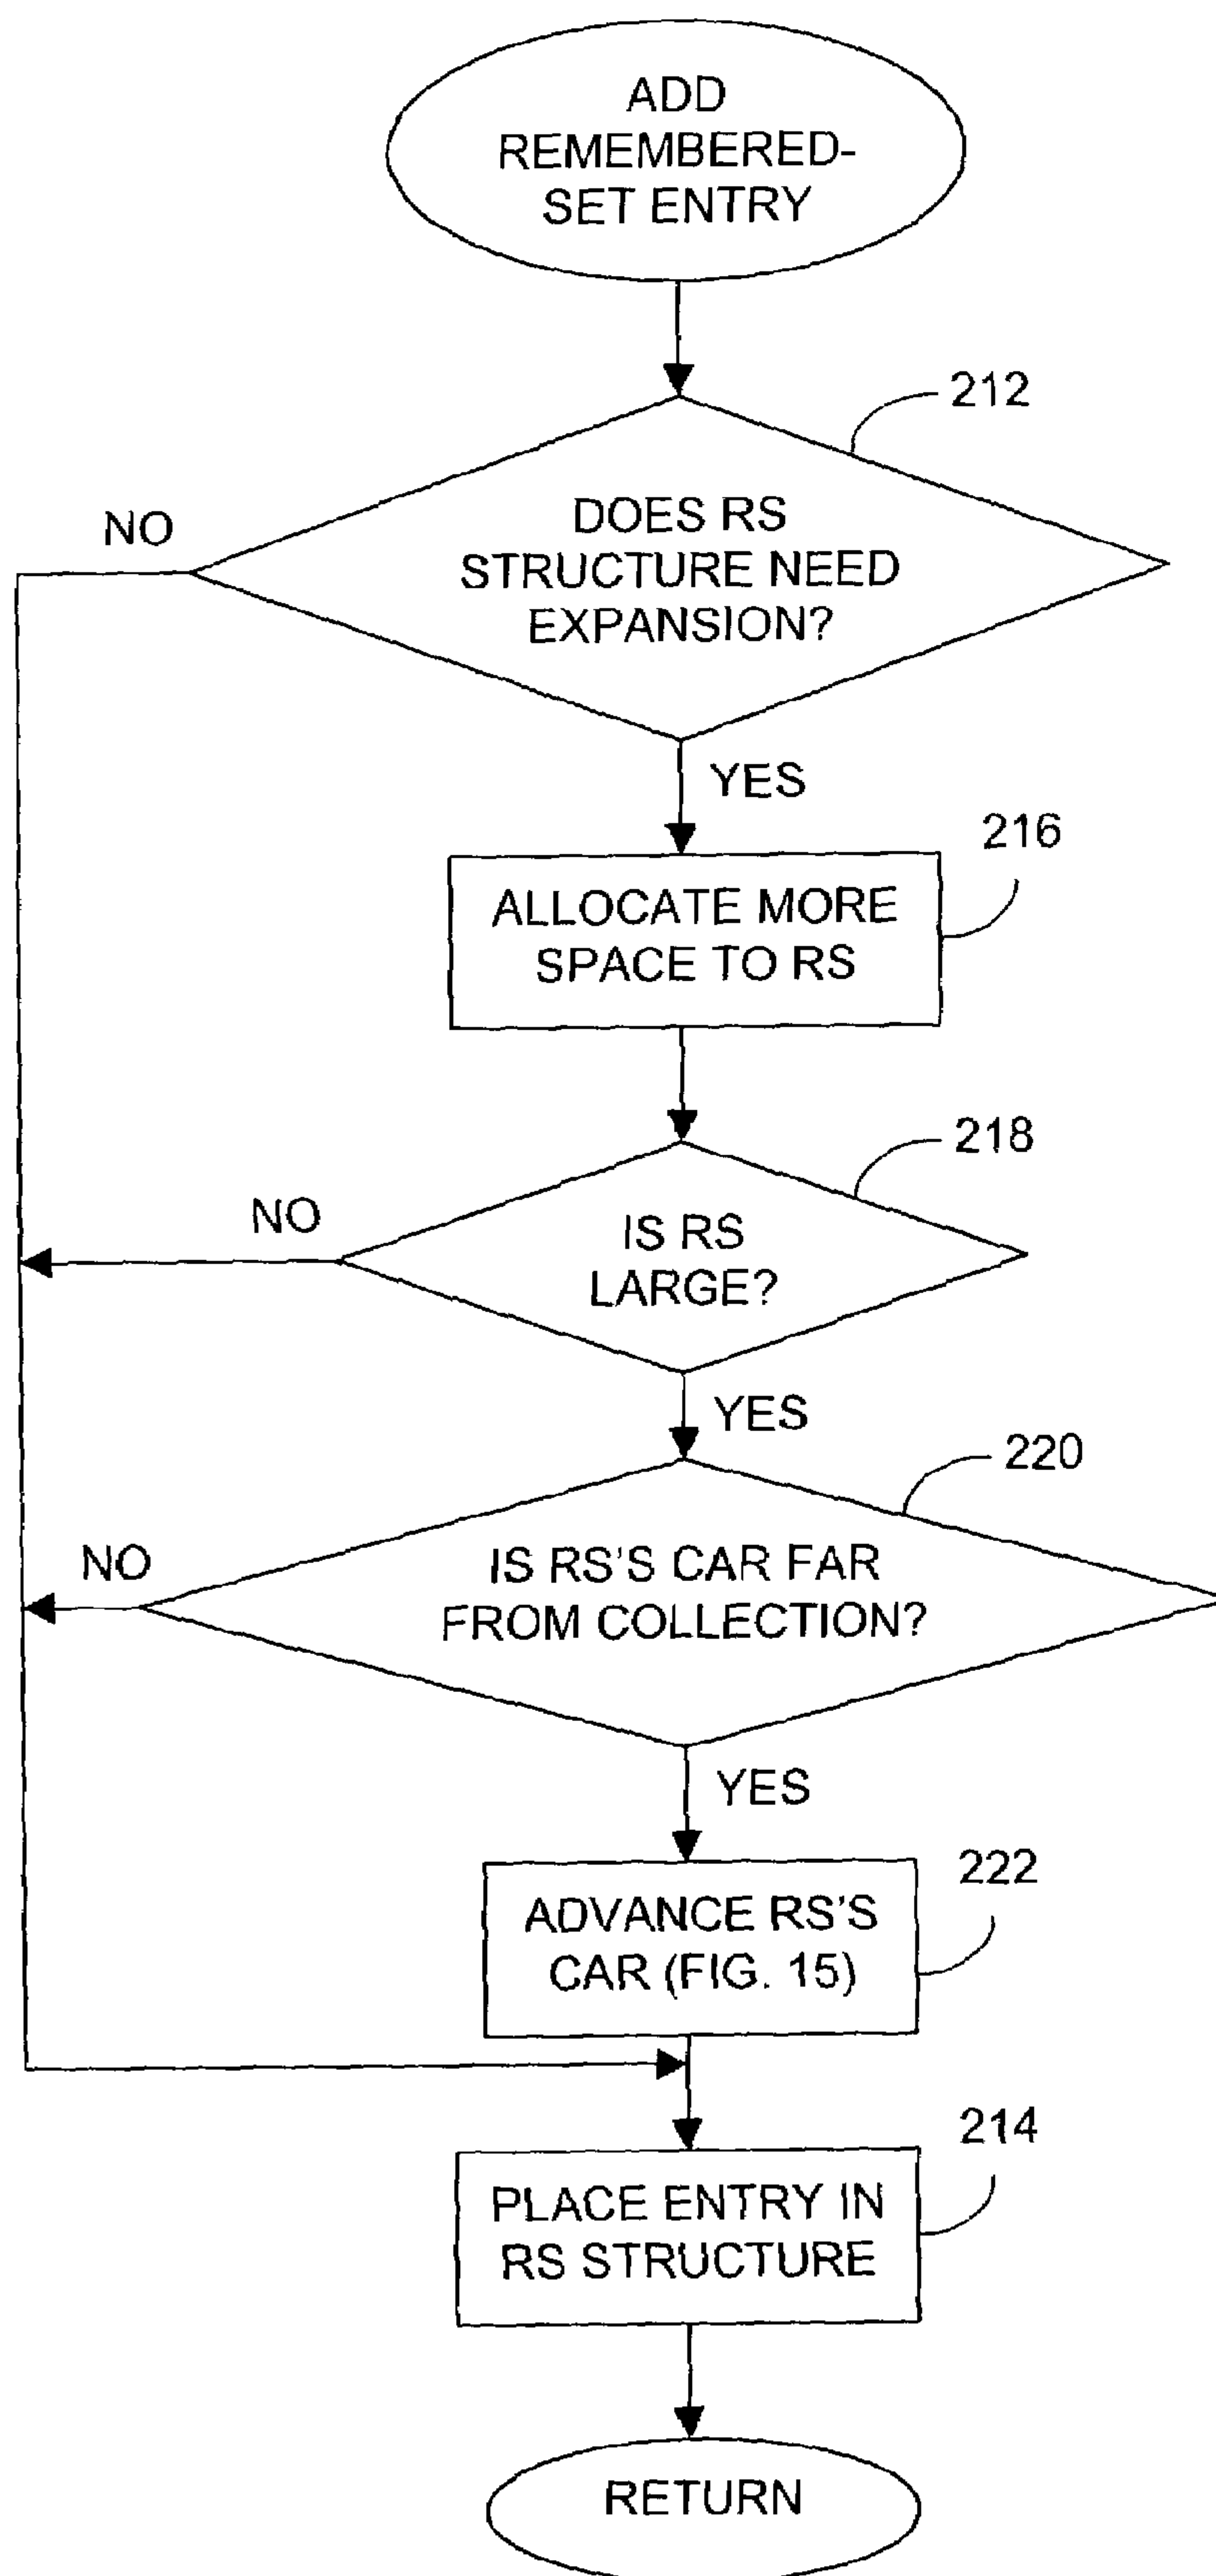 ADD
REMEMBERED-
SET ENTRY
212
NO
DOES RS
STRUCTURE NEED
EXPANSION?
YES
216
ALLOCATE MORE
SPACE TO RS
218
NO
IS RS
LARGE?
YES
220
NO
IS RS'S CAR FAR
FROM COLLECTION?
YES
222
ADVANCE RS'S
CAR (FIG. 15)
214
PLACE ENTRY IN
RS STRUCTURE
RETURN